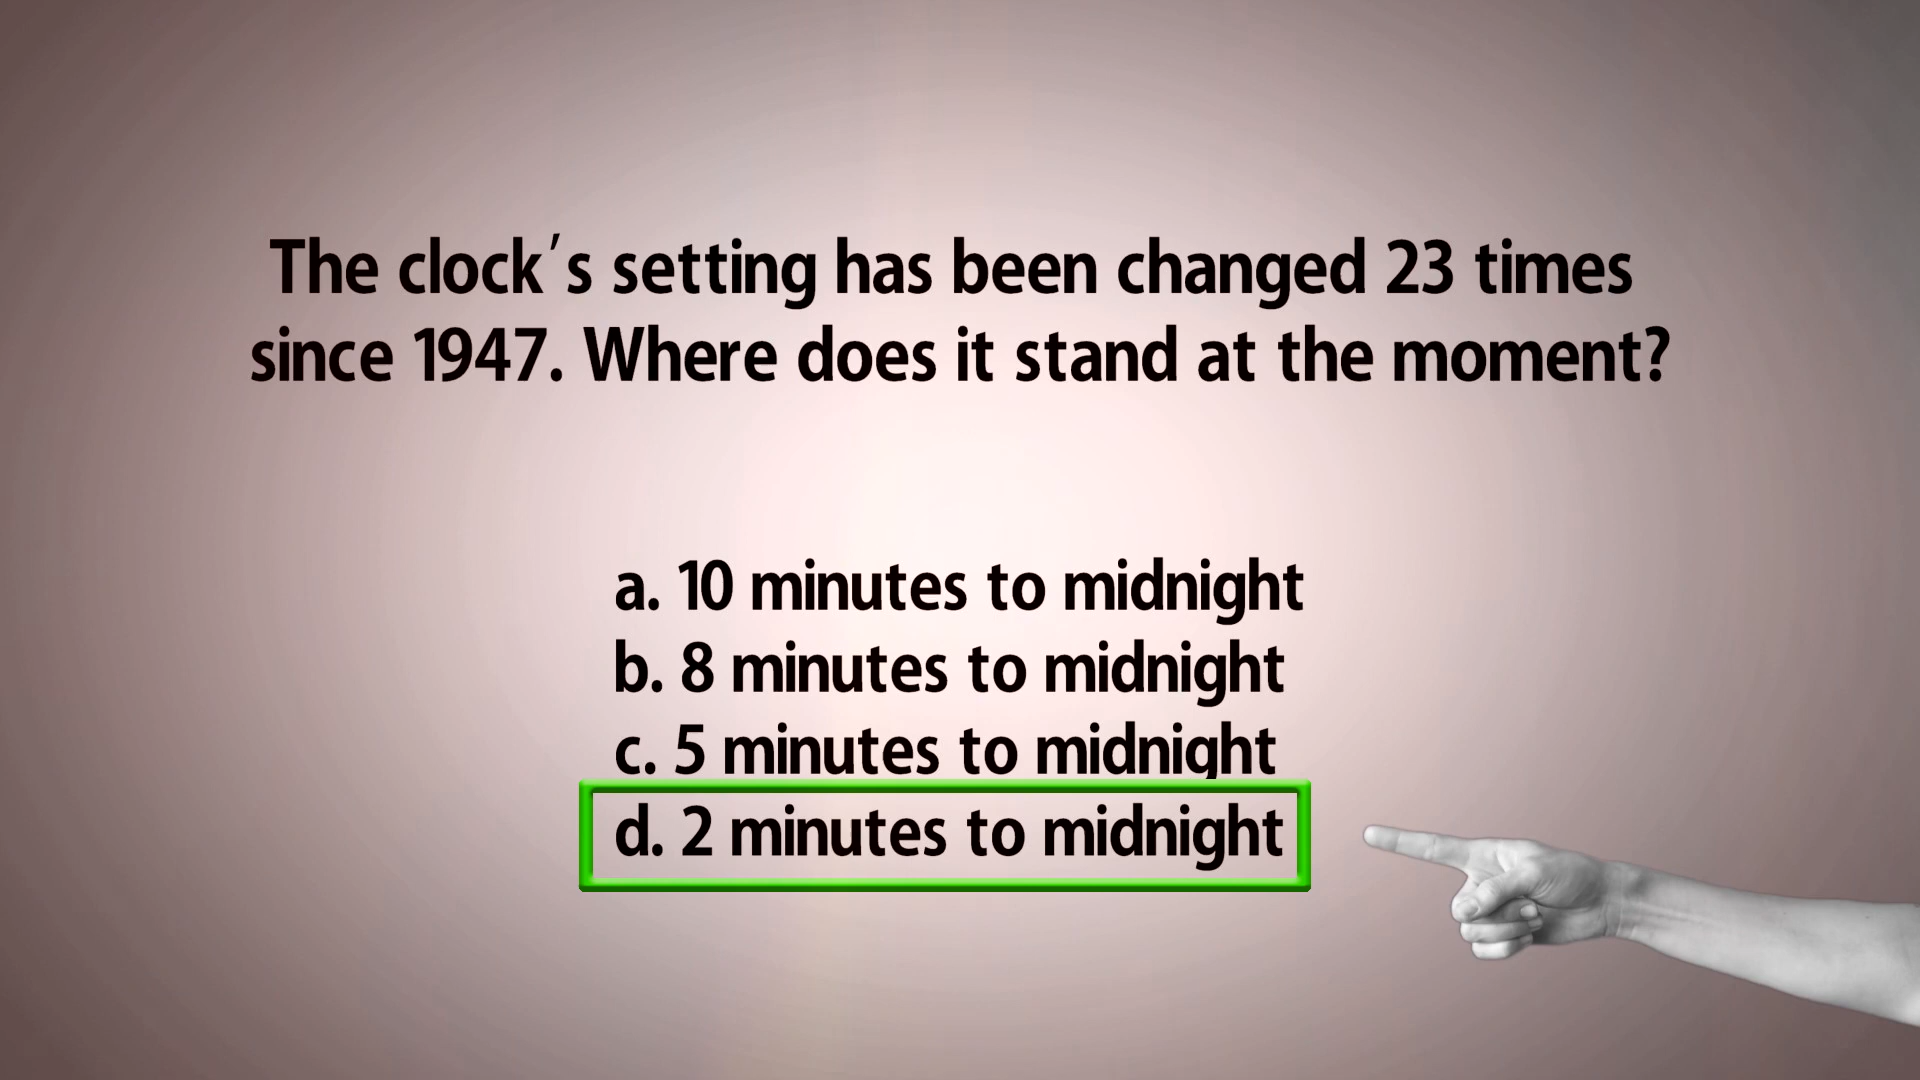 The clock´s setting has been changed 23 times
since 1947. Where does it stand at the moment?
a. 10 minutes to midnight
b. 8 minutes to midnight
c. 5 minutes to midnight
d. 2 minutes to midnight